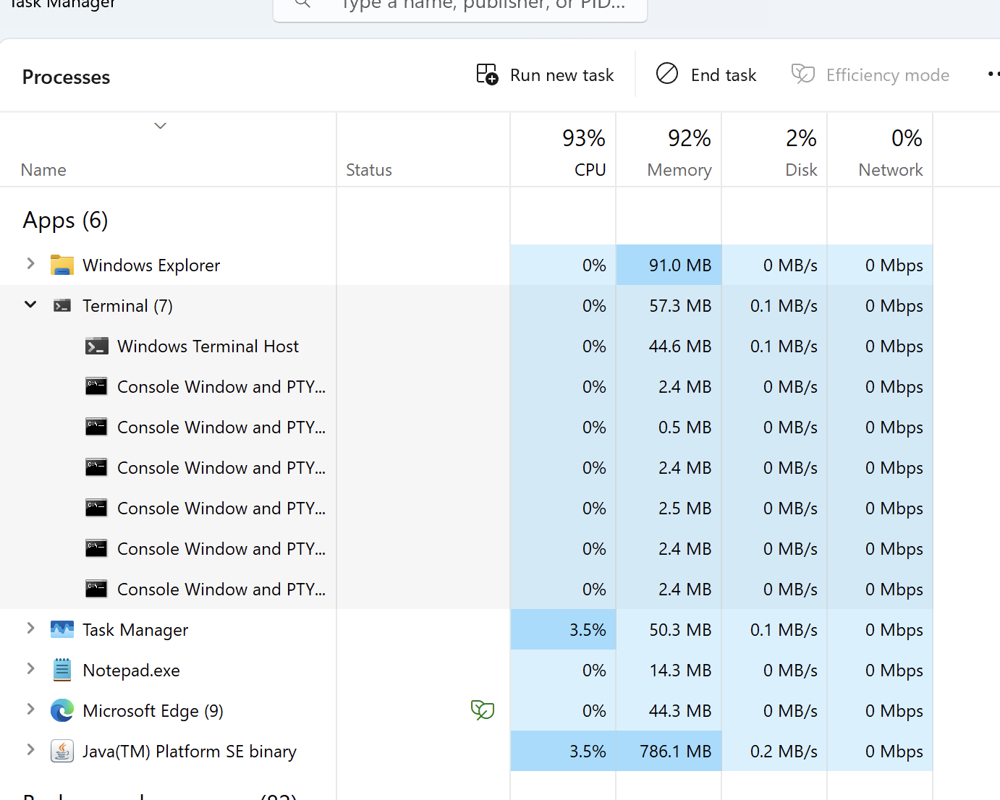 Task Manager
Type a name, publisher, or PID...
Processes
Run new task
End task
Efficiency mode
93% 92% 2% 0%
Name Status CPU Memory Disk Network
Apps (6)
Windows Explorer 0% 91.0 MB 0 MB/s 0 Mbps
Terminal (7) 0% 57.3 MB 0.1 MB/s 0 Mbps
Windows Terminal Host 0% 44.6 MB 0.1 MB/s 0 Mbps
Console Window and PTY... 0% 2.4 MB 0 MB/s 0 Mbps
Console Window and PTY... 0% 0.5 MB 0 MB/s 0 Mbps
Console Window and PTY... 0% 2.4 MB 0 MB/s 0 Mbps
Console Window and PTY... 0% 2.5 MB 0 MB/s 0 Mbps
Console Window and PTY... 0% 2.4 MB 0 MB/s 0 Mbps
Console Window and PTY... 0% 2.4 MB 0 MB/s 0 Mbps
Task Manager 3.5% 50.3 MB 0.1 MB/s 0 Mbps
Notepad.exe 0% 14.3 MB 0 MB/s 0 Mbps
Microsoft Edge (9) 0% 44.3 MB 0 MB/s 0 Mbps
Java(TM) Platform SE binary 3.5% 786.1 MB 0.2 MB/s 0 Mbps